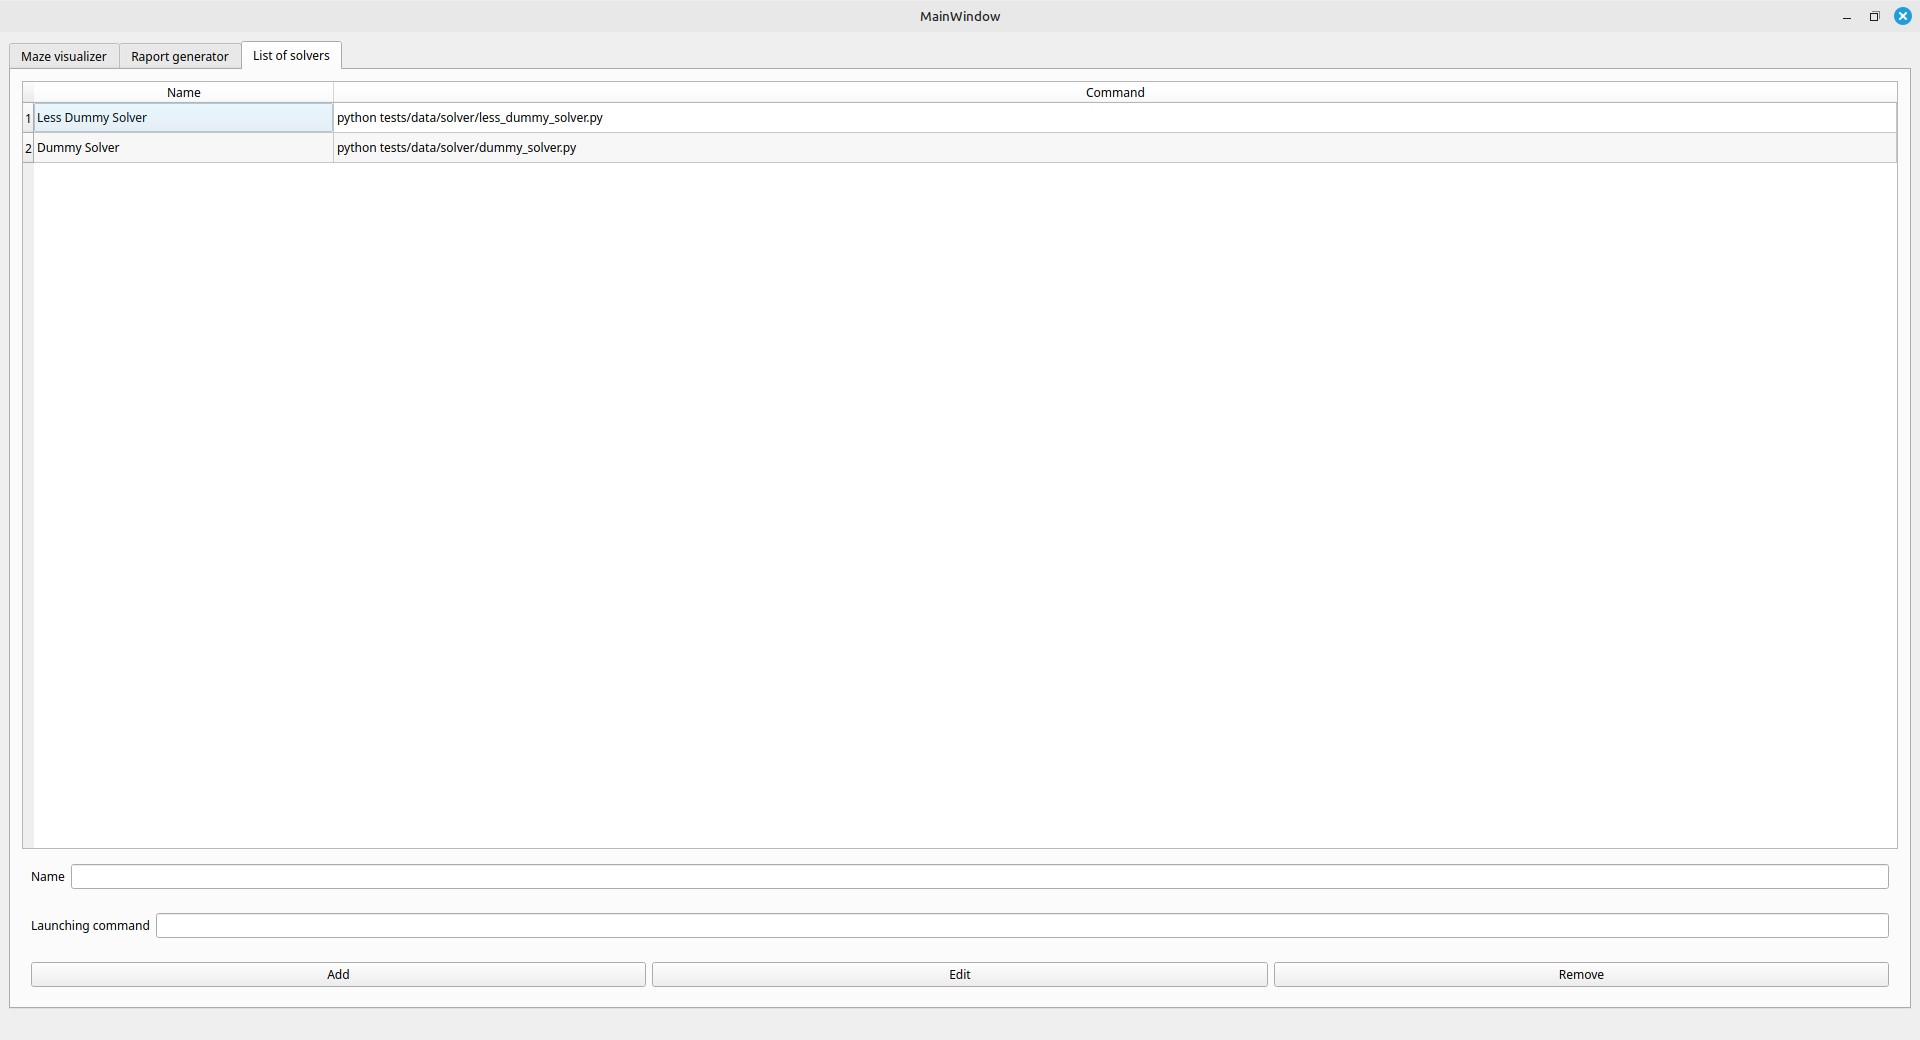 MainWindow
Maze visualizer Raport generator List of solvers
Name Command
1 Less Dummy Solver python tests/data/solver/less_dummy_solver.py
2 Dummy Solver python tests/data/solver/dummy_solver.py
Name
Launching command
Add Edit Remove